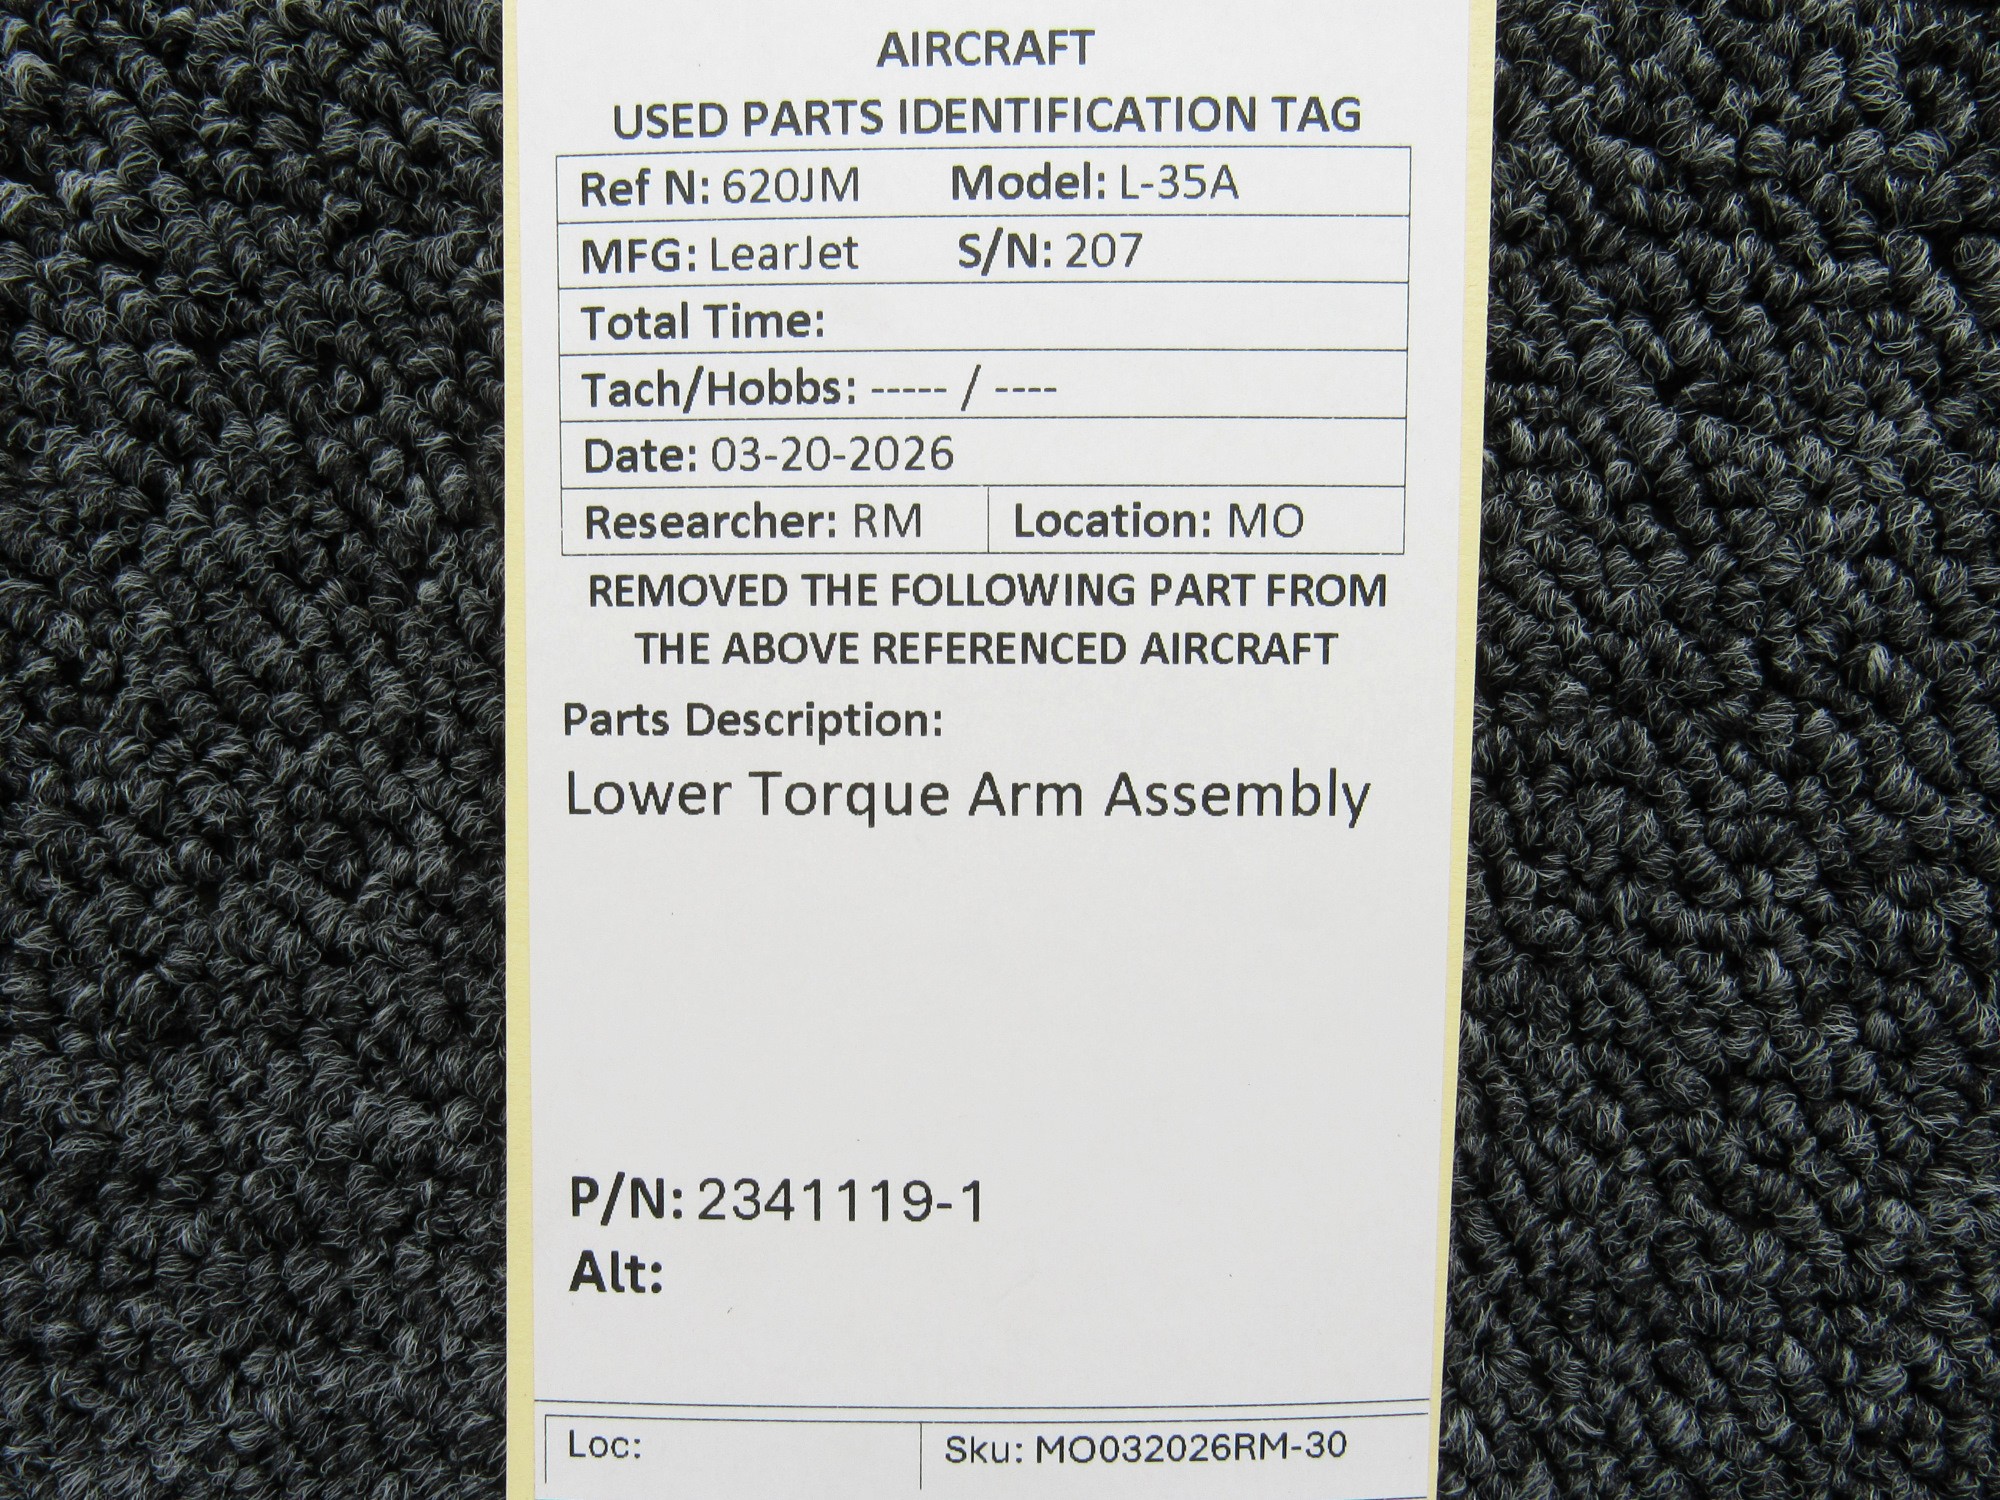 AIRCRAFT
USED PARTS IDENTIFICATION TAG
Ref N: 620JM Model: L-35A
MFG: LearJet S/N: 207
Total Time:
Tach/Hobbs: ----- / ----
Date: 03-20-2026
Researcher: RM Location: MO
REMOVED THE FOLLOWING PART FROM
THE ABOVE REFERENCED AIRCRAFT
Parts Description:
Lower Torque Arm Assembly
P/N: 2341119-1
Alt:
Loc: Sku: MO032026RM-30